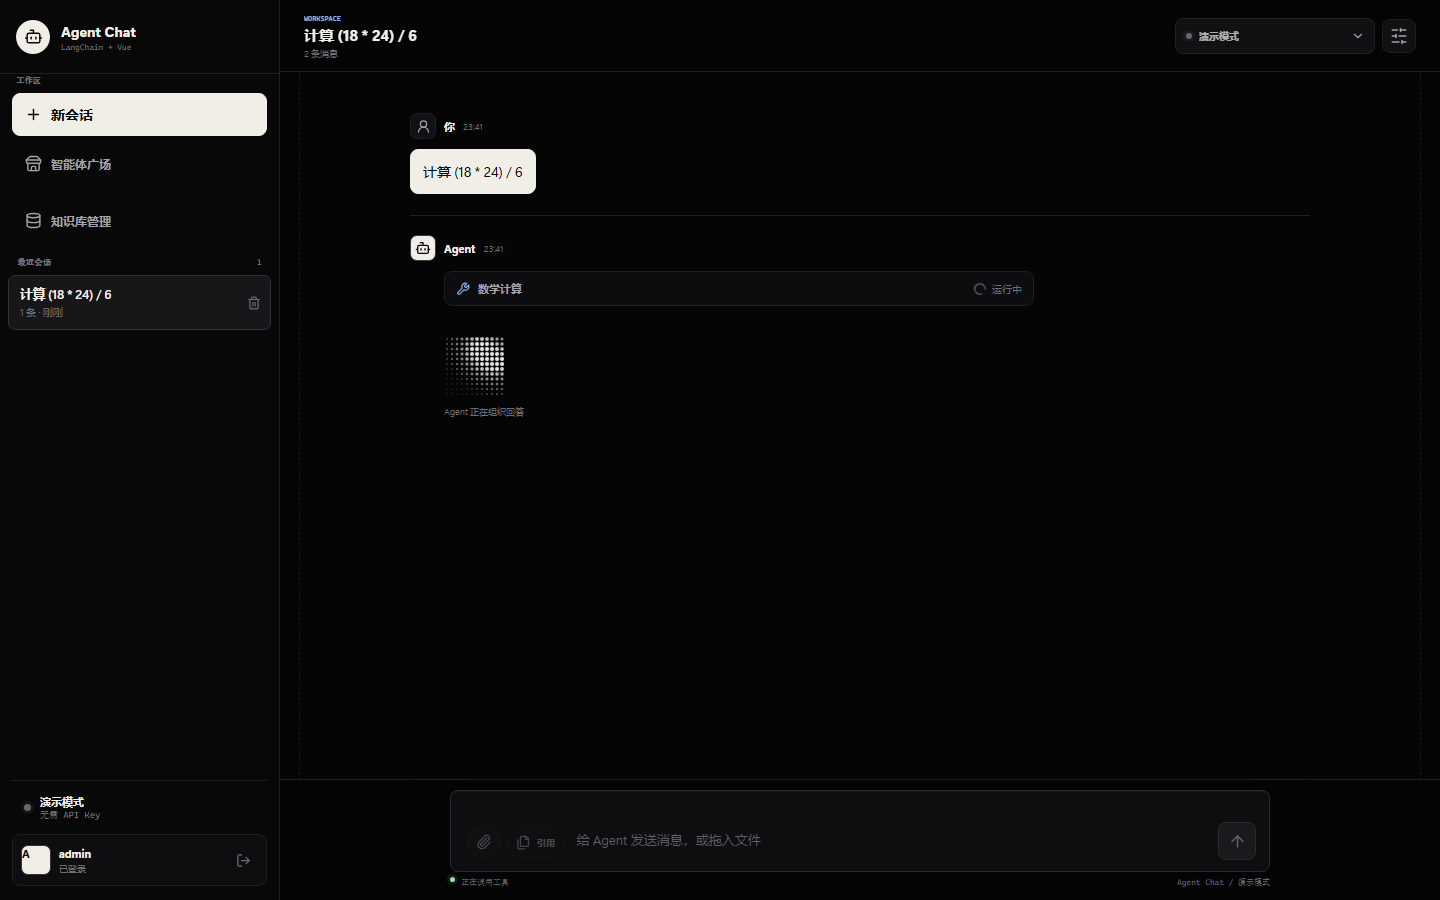 Agent Chat
LangChain + Vue
工作区
新会话
智能体广场
知识库管理
最近会话 1
计算 (18 * 24) / 6
1 条 · 刚刚
演示模式
无需 API Key
A
admin
已登录
WORKSPACE
计算 (18 * 24) / 6
2 条消息
演示模式
你 23:41
计算 (18 * 24) / 6
Agent 23:41
数学计算 运行中
Agent 正在组织回答
引用 给 Agent 发送消息，或拖入文件
正在调用工具 Agent Chat / 演示模式